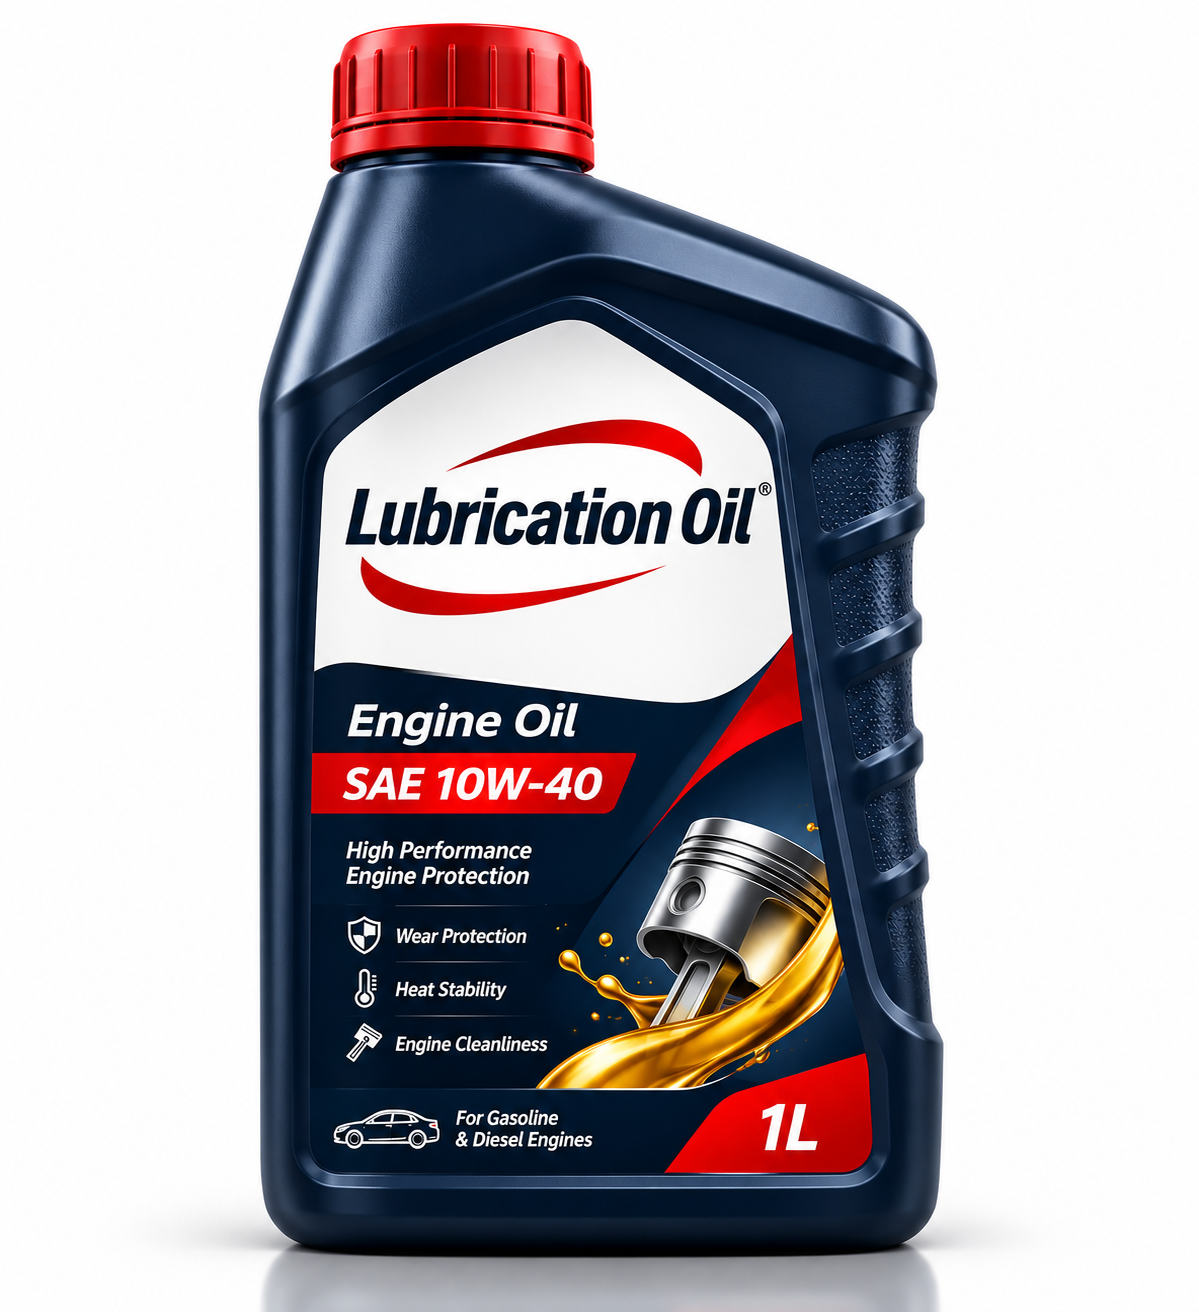 Lubrication Oil®
Engine Oil
SAE 10W-40
High Performance
Engine Protection
Wear Protection
Heat Stability
Engine Cleanliness
For Gasoline
& Diesel Engines
1L